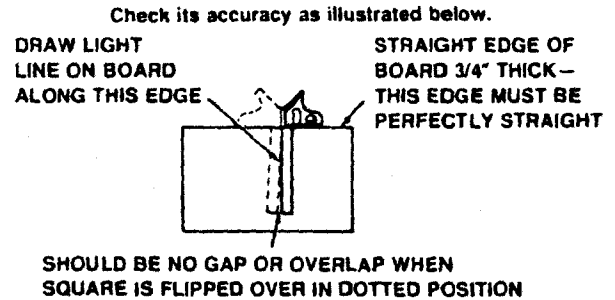 Check its accuracy as illustrated below.
DRAW LIGHT
LINE ON BOARD
ALONG THIS EDGE
STRAIGHT EDGE OF
BOARD 3/4" THICK—
THIS EDGE MUST BE
PERFECTLY STRAIGHT
SHOULD BE NO GAP OR OVERLAP WHEN
SQUARE IS FLIPPED OVER IN DOTTED POSITION